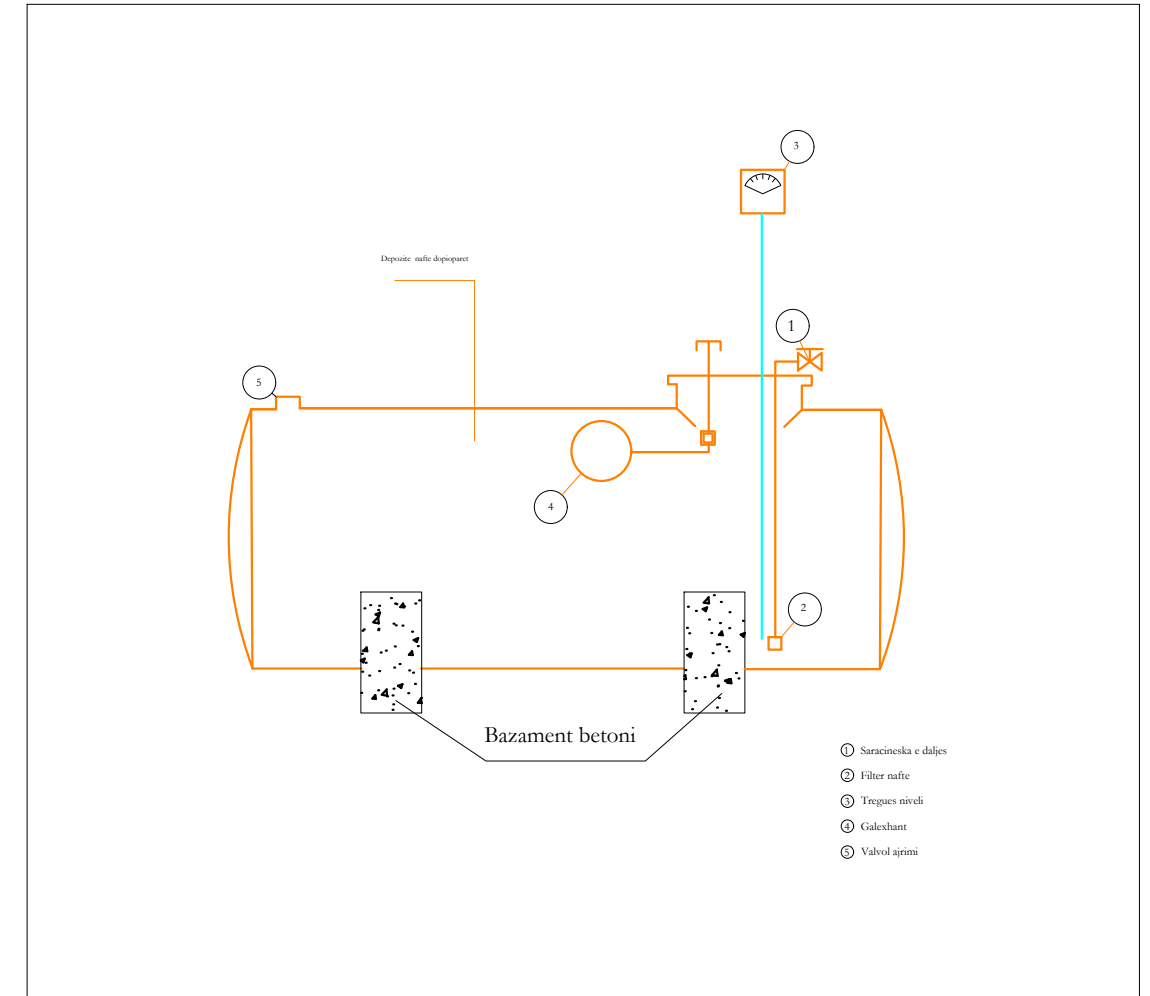 3
Depozite nafte dopioparet
1
5
4
2
Bazament betoni
1 Saracineska e daljes
2 Filter nafte
3 Tregues niveli
4 Galexhant
5 Valvol ajrimi